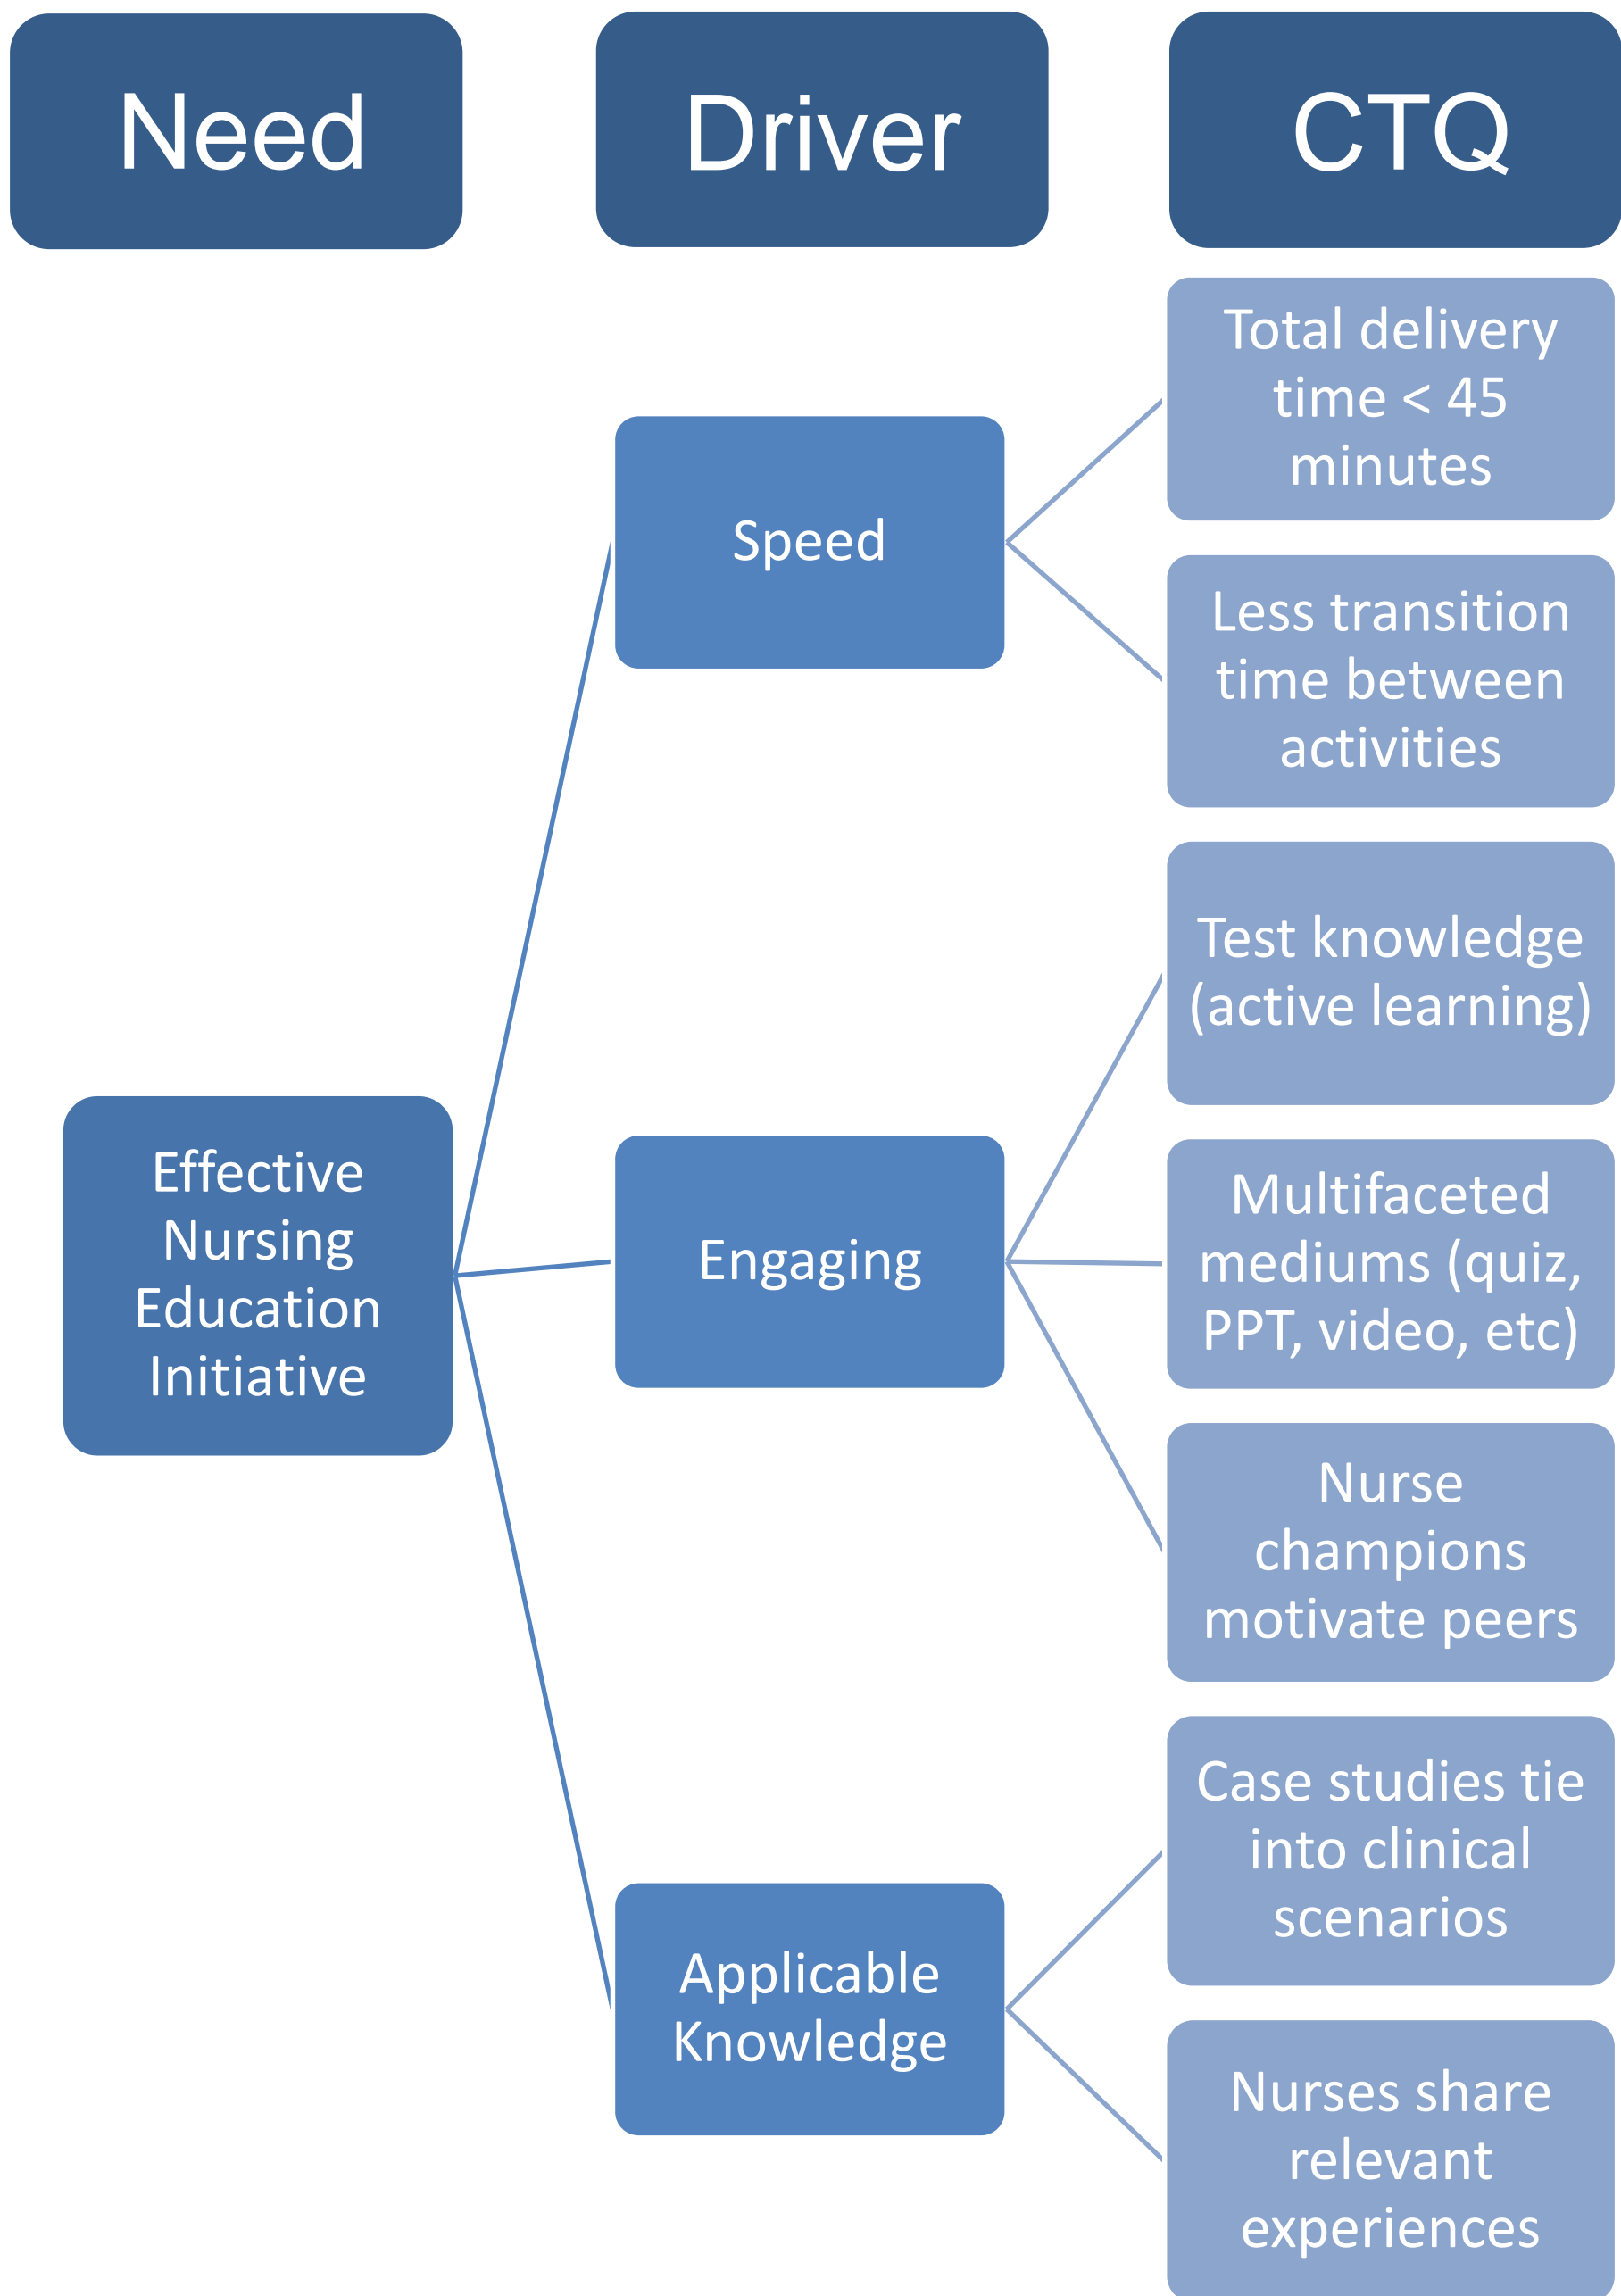 Need
Driver
CTQ
Total delivery
time < 45
minutes
Speed
Less transition
time between
activities
Test knowledge
(active learning)
Effective
Nursing
Education
Initiative
Engaging
Multifaceted
mediums (quiz,
PPT, video, etc)
Nurse
champions
motivate peers
Case studies tie
into clinical
scenarios
Applicable
Knowledge
Nurses share
relevant
experiences